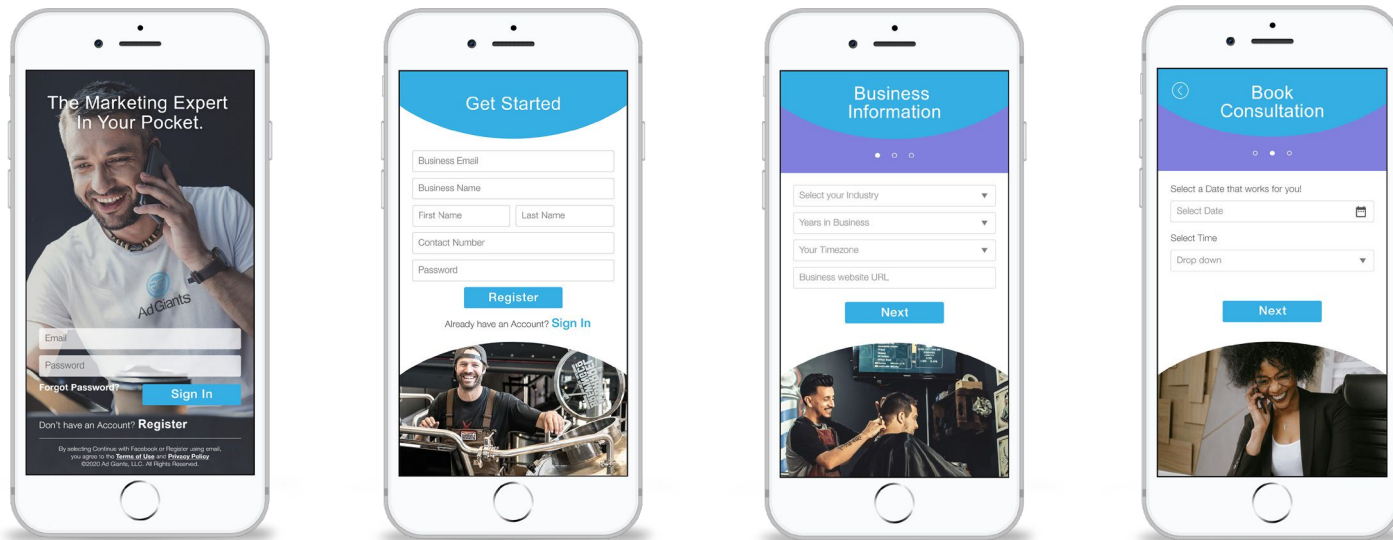 The Marketing Expert
In Your Pocket.
Ad Giants
Email
Password
Forgot Password?
Sign In
Don't have an Account? Register
By selecting Continue with Facebook or Register using email,
you agree to the Terms of Use and Privacy Policy
©2020 Ad Giants, LLC. All Rights Reserved.
Get Started
Business Email
Business Name
First Name
Last Name
Contact Number
Password
Register
Already have an Account? Sign In
Business
Information
Select your Industry
Years in Business
Your Timezone
Business website URL
Next
Book
Consultation
Select a Date that works for you!
Select Date
Select Time
Drop down
Next